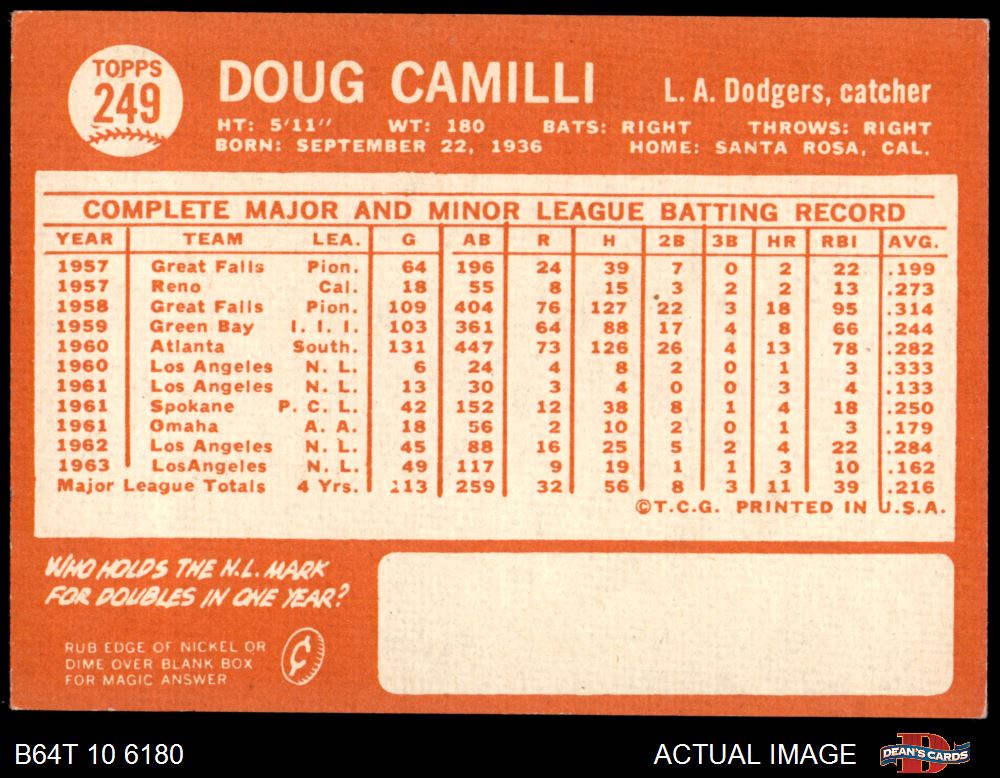 TOPPS
249
DOUG CAMILLI
L. A. Dodgers, catcher
HT: 5'11" WT: 180 BATS: RIGHT THROWS: RIGHT
BORN: SEPTEMBER 22, 1936 HOME: SANTA ROSA, CAL.
COMPLETE MAJOR AND MINOR LEAGUE BATTING RECORD
YEAR TEAM LEA. G AB R H 2B 3B HR RBI AVG.
1957 Great Falls Pion. 64 196 24 39 7 0 2 22 .199
1957 Reno Cal. 18 55 8 15 3 2 2 13 .273
1958 Great Falls Pion. 109 404 76 127 22 3 18 95 .314
1959 Green Bay I. I. I. 103 361 64 88 17 4 8 66 .244
1960 Atlanta South. 131 447 73 126 26 4 13 78 .282
1960 Los Angeles N. L. 6 24 4 8 2 0 1 3 .333
1961 Los Angeles N. L. 13 30 3 4 0 0 3 4 .133
1961 Spokane P. C. L. 42 152 12 38 8 1 4 18 .250
1961 Omaha A. A. 18 56 2 10 2 0 1 3 .179
1962 Los Angeles N. L. 45 88 16 25 5 2 4 22 .284
1963 LosAngeles N. L. 49 117 9 19 1 1 3 10 .162
Major League Totals 4 Yrs. 113 259 32 56 8 3 11 39 .216
©T.C.G. PRINTED IN U.S.A.
WHO HOLDS THE N.L. MARK
FOR DOUBLES IN ONE YEAR?
RUB EDGE OF NICKEL OR
DIME OVER BLANK BOX
FOR MAGIC ANSWER
¢
B64T 10 6180
ACTUAL IMAGE
D
DEAN'S CARDS